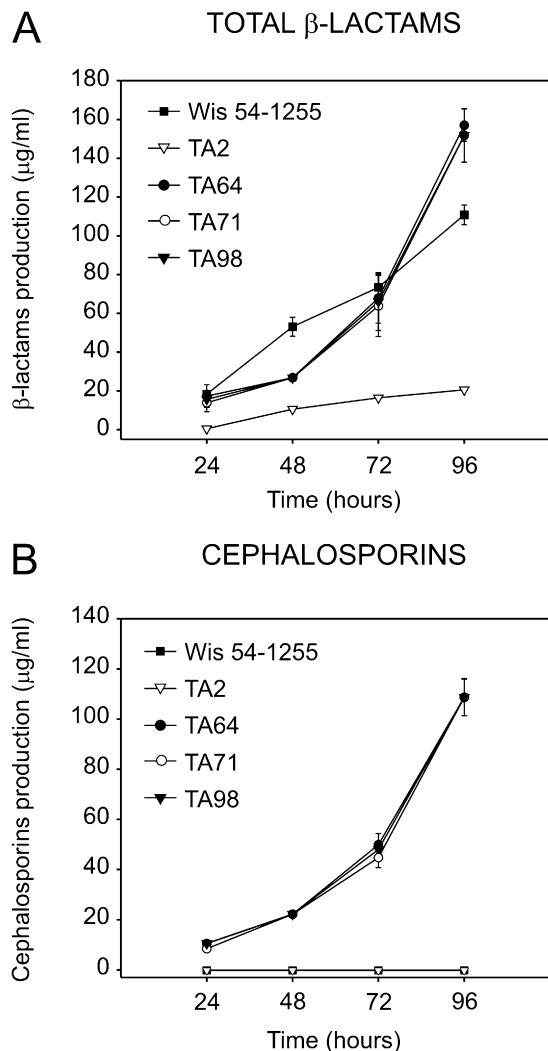 A
TOTAL β-LACTAMS
β-lactams production (μg/ml)
180
160
140
120
100
80
60
40
20
0
Wis 54-1255
TA2
TA64
TA71
TA98
24 48 72 96
Time (hours)
B
CEPHALOSPORINS
Cephalosporins production (μg/ml)
140
120
100
80
60
40
20
0
Wis 54-1255
TA2
TA64
TA71
TA98
24 48 72 96
Time (hours)